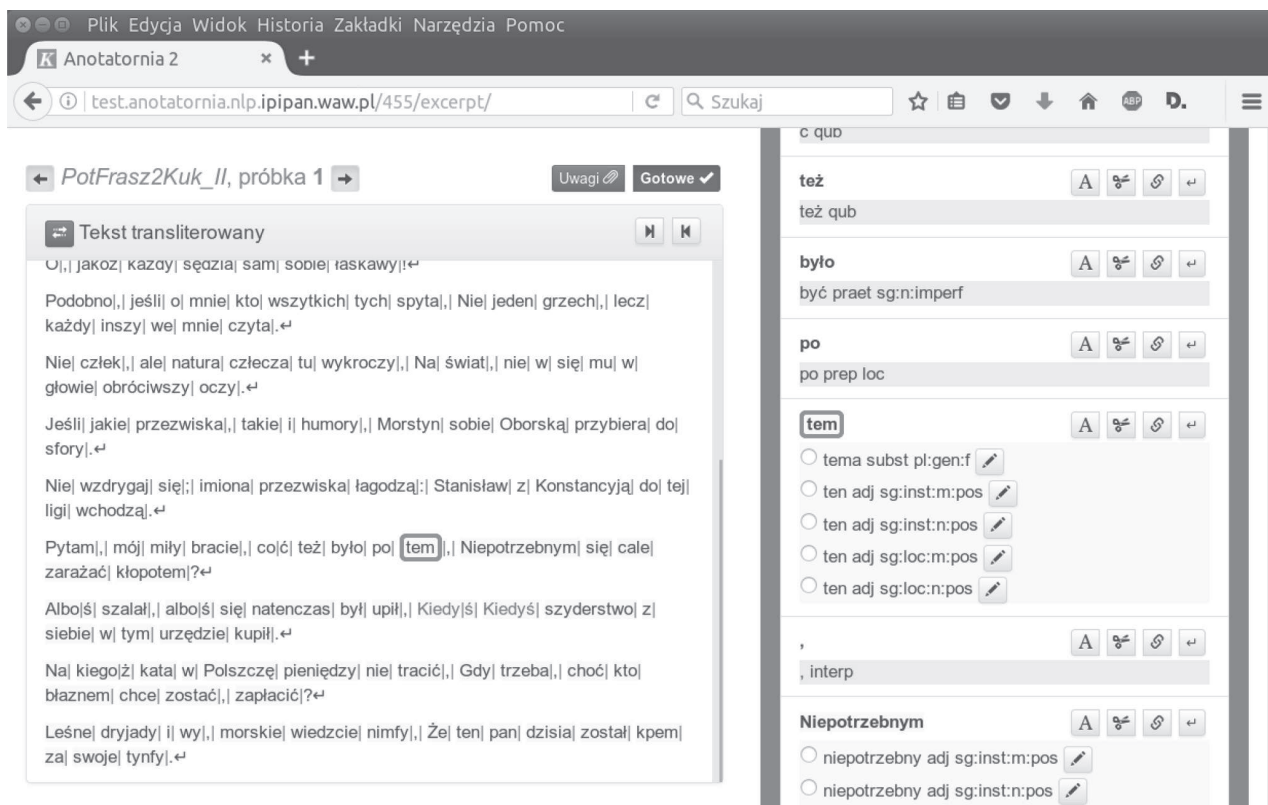 Plik Edycja Widok Historia Zakładki Narzędzia Pomoc
Anotatornia 2
test.anotatornia.nlp.ipipan.waw.pl/455/excerpt/
Szukaj
ABP
D.
PotFrasz2Kuk_II, próbka 1
Uwagi
Gotowe
Tekst transliterowany
O|,| jakoż| każdy| sędzia| sam| sobie| łaskawy|!↵
Podobno|,| jeśli| o| mnie| kto| wszytkich| tych| spyta|,| Nie| jeden| grzech|,| lecz|
każdy| inszy| we| mnie| czyta|.↵
Nie| człek|,| ale| natura| człecza| tu| wykroczy|,| Na| świat|,| nie| w| się| mu| w|
głowie| obróciwszy| oczy|.↵
Jeśli| jakie| przezwiska|,| takie| i| humory|,| Morstyn| sobie| Oborską| przybiera| do|
sfory|.↵
Nie| wzdrygaj| się|;| imiona| przezwiska| łagodzą|:| Stanisław| z| Konstancyją| do| tej|
ligi| wchodzą|.↵
Pytam|,| mój| miły| bracie|,| co|ć| też| było| po| tem|,| Niepotrzebnym| się| cale|
zarażać| kłopotem|?↵
Albo|ś| szalał|,| albo|ś| się| natenczas| był| upił|,| Kiedy|ś| Kiedyś| szyderstwo| z|
siebie| w| tym| urzędzie| kupił|.↵
Na| kiego|ż| kata| w| Polszczę| pieniędzy| nie| tracić|,| Gdy| trzeba|,| choć| kto|
błaznem| chce| zostać|,| zapłacić|?↵
Leśne| dryjady| i| wy|,| morskie| wiedzcie| nimfy|,| Że| ten| pan| dzisia| został| kpem|
za| swoje| tynfy|.↵
c qub
też
A
też qub
było
A
być praet sg:n:imperf
po
A
po prep loc
tem
A
tema subst pl:gen:f
ten adj sg:inst:m:pos
ten adj sg:inst:n:pos
ten adj sg:loc:m:pos
ten adj sg:loc:n:pos
,
A
, interp
Niepotrzebnym
A
niepotrzebny adj sg:inst:m:pos
niepotrzebny adj sg:inst:n:pos